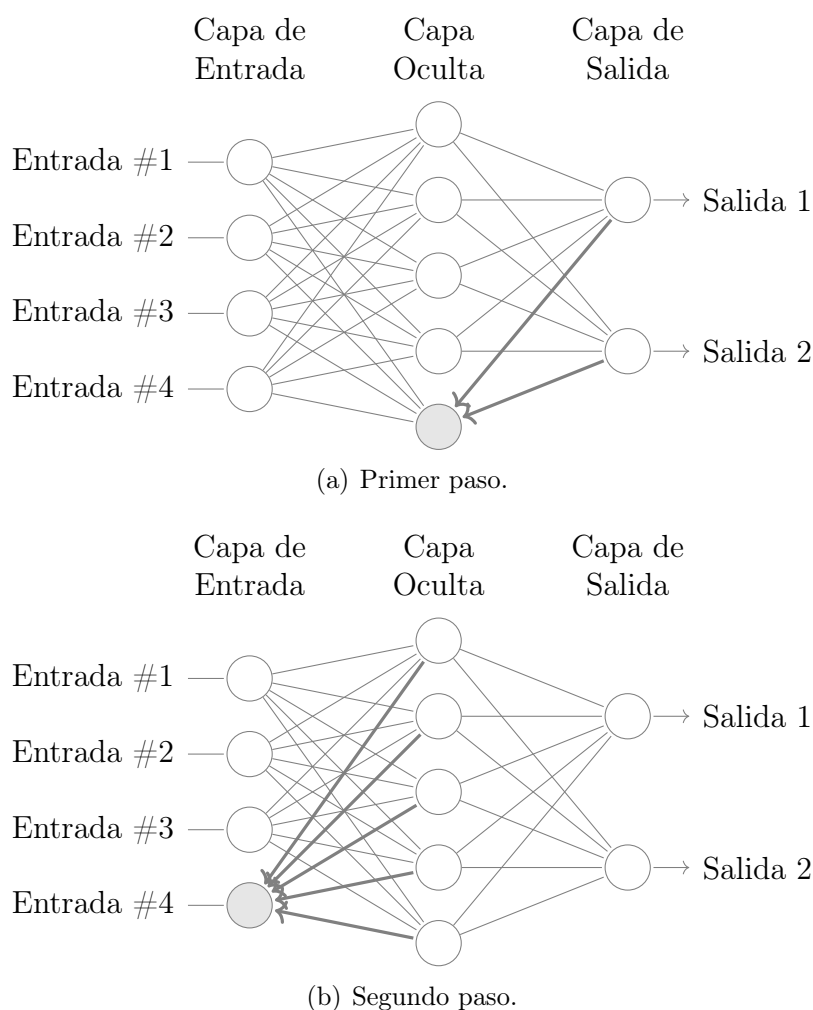 Capa de Capa Capa de
Entrada Oculta Salida
Entrada #1
Salida 1
Entrada #2
Entrada #3
Salida 2
Entrada #4
(a) Primer paso.
Capa de Capa Capa de
Entrada Oculta Salida
Entrada #1
Salida 1
Entrada #2
Entrada #3
Salida 2
Entrada #4
(b) Segundo paso.